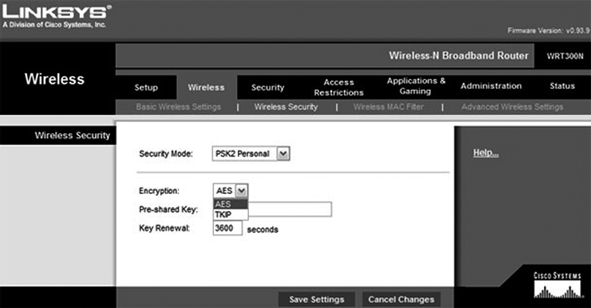 LINKSYS®
A Division of Cisco Systems, Inc.
Firmware Version: v0.93.9
Wireless-N Broadband Router WRT300N
Wireless
Setup Wireless Security Access Restrictions Applications & Gaming Administration Status
Basic Wireless Settings | Wireless Security | Wireless MAC Filter | Advanced Wireless Settings
Wireless Security
Security Mode: PSK2 Personal
Help...
Encryption: AES
AES
TKIP
Pre-shared Key:
Key Renewal: 3600 seconds
CISCO SYSTEMS
Save Settings Cancel Changes